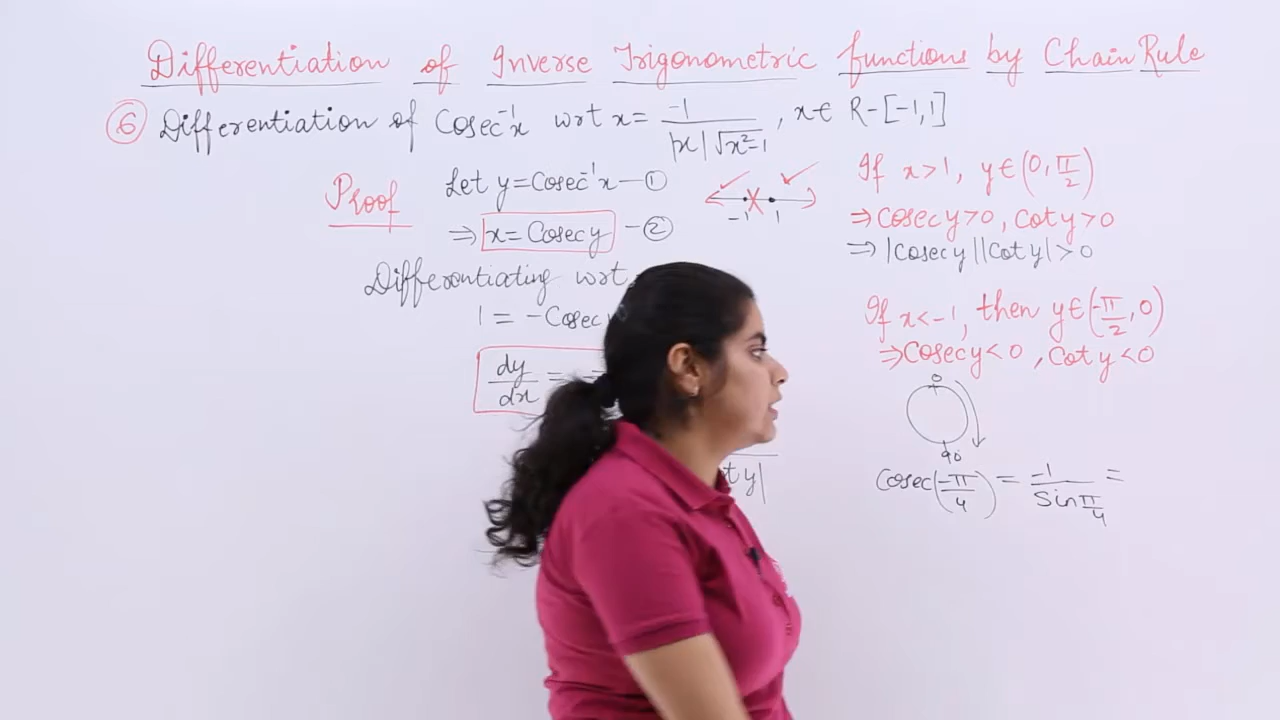 Differentiation of Inverse Trigonometric functions by Chain Rule
⑥ Differentiation of Cosec⁻¹x wrt x = -1/(|x|√(x²-1)), x ∈ R-[-1,1]
Proof
Let y = Cosec⁻¹x — ①
⇒ x = Cosec y — ②
Differentiating wrt
1 = -Cosec y
dy/dx =
ot y|
-1 1
If x>1, y∈(0, π/2)
⇒ Cosec y>0, Cot y>0
⇒ |Cosec y||Cot y|>0
If x<-1, then y∈(-π/2, 0)
⇒ Cosec y<0, Cot y<0
0
90
Cosec(-π/4) = -1/Sin π/4 =